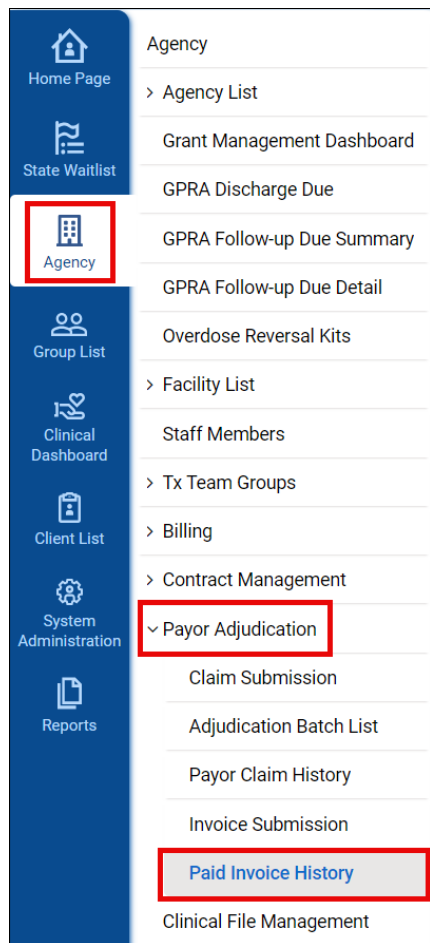 Home Page
State Waitlist
Agency
Group List
Clinical
Dashboard
Client List
System
Administration
Reports
Agency
Agency List
Grant Management Dashboard
GPRA Discharge Due
GPRA Follow-up Due Summary
GPRA Follow-up Due Detail
Overdose Reversal Kits
Facility List
Staff Members
Tx Team Groups
Billing
Contract Management
Payor Adjudication
Claim Submission
Adjudication Batch List
Payor Claim History
Invoice Submission
Paid Invoice History
Clinical File Management